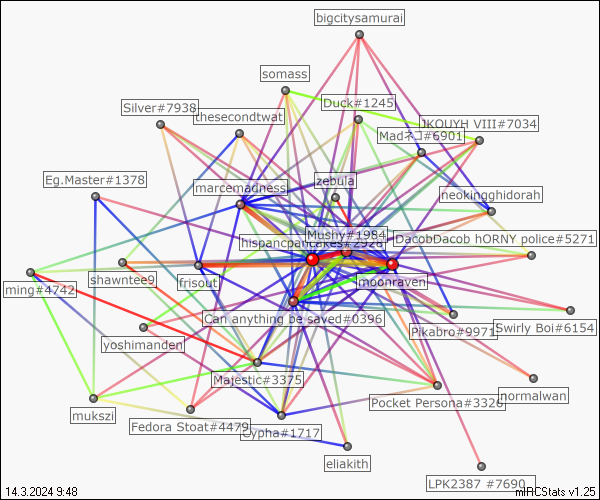 bigcitysamurai
somass
Duck#1245
Silver#7938
thesecondtwat
JKOUYH VIII#7034
Madネコ#6901
Eg.Master#1378
marcemadness
zebula
neokingghidorah
Mushy#1984
hispancpancakes#2926
DacobDacob hORNY police#5271
ming#4742
shawntee9
frisout
moonraven
Can anything be saved#0396
Pikabro#9971
Swirly Boi#6154
yoshimanden
Majestic#3375
Pocket Persona#3326
normalwan
mukszi
Fedora Stoat#4479
Cypha#1717
eliakith
LPK2387 #7690
14.3.2024 9:48
mIRCStats v1.25